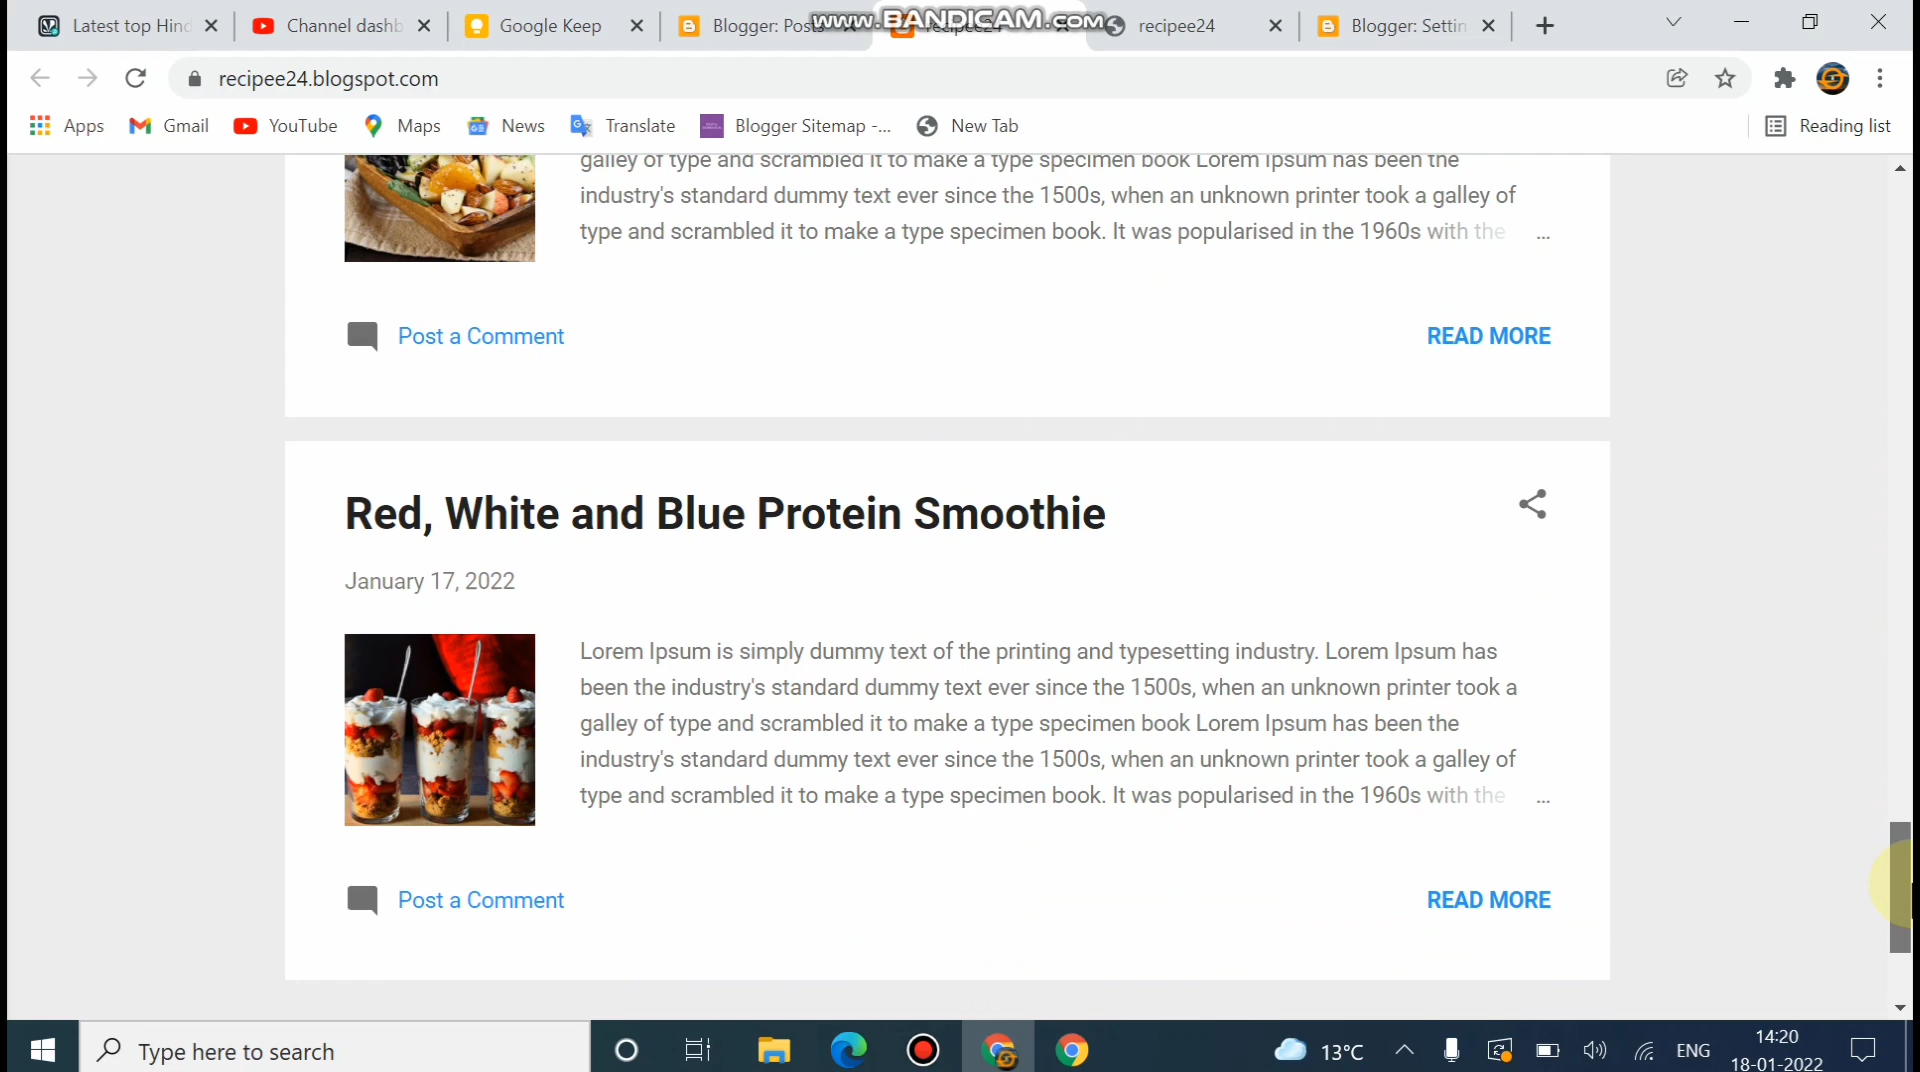 Latest top Hind
Channel dashb
Google Keep
Blogger: Posts
recipee24
recipee24
Blogger: Settin
www.BANDICAM.com
recipee24.blogspot.com
Apps
Gmail
YouTube
Maps
News
Translate
Blogger Sitemap -...
New Tab
Reading list
galley of type and scrambled it to make a type specimen book Lorem Ipsum has been the
industry's standard dummy text ever since the 1500s, when an unknown printer took a galley of
type and scrambled it to make a type specimen book. It was popularised in the 1960s with the ...
Post a Comment
READ MORE
Red, White and Blue Protein Smoothie
January 17, 2022
Lorem Ipsum is simply dummy text of the printing and typesetting industry. Lorem Ipsum has
been the industry's standard dummy text ever since the 1500s, when an unknown printer took a
galley of type and scrambled it to make a type specimen book Lorem Ipsum has been the
industry's standard dummy text ever since the 1500s, when an unknown printer took a galley of
type and scrambled it to make a type specimen book. It was popularised in the 1960s with the ...
Post a Comment
READ MORE
Type here to search
13°C
ENG
14:20
18-01-2022